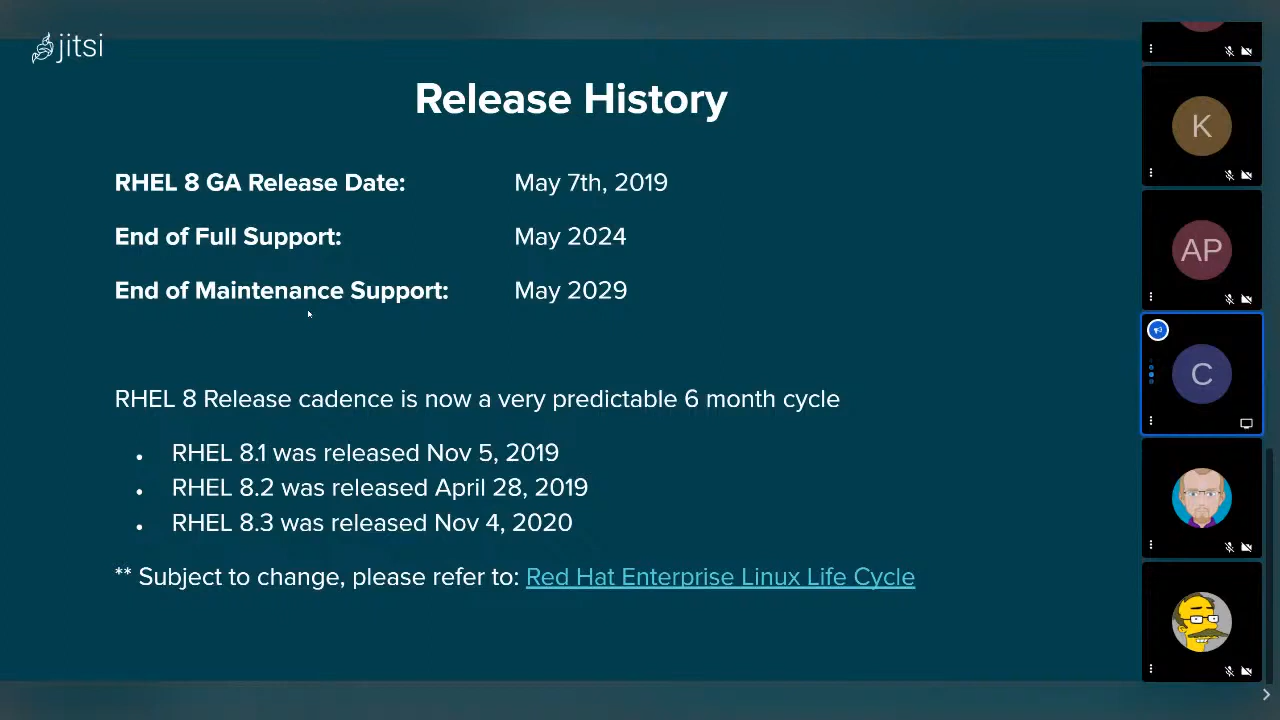 jitsi
Release History
RHEL 8 GA Release Date: May 7th, 2019
End of Full Support: May 2024
End of Maintenance Support: May 2029
RHEL 8 Release cadence is now a very predictable 6 month cycle
• RHEL 8.1 was released Nov 5, 2019
• RHEL 8.2 was released April 28, 2019
• RHEL 8.3 was released Nov 4, 2020
** Subject to change, please refer to: Red Hat Enterprise Linux Life Cycle
K
AP
C